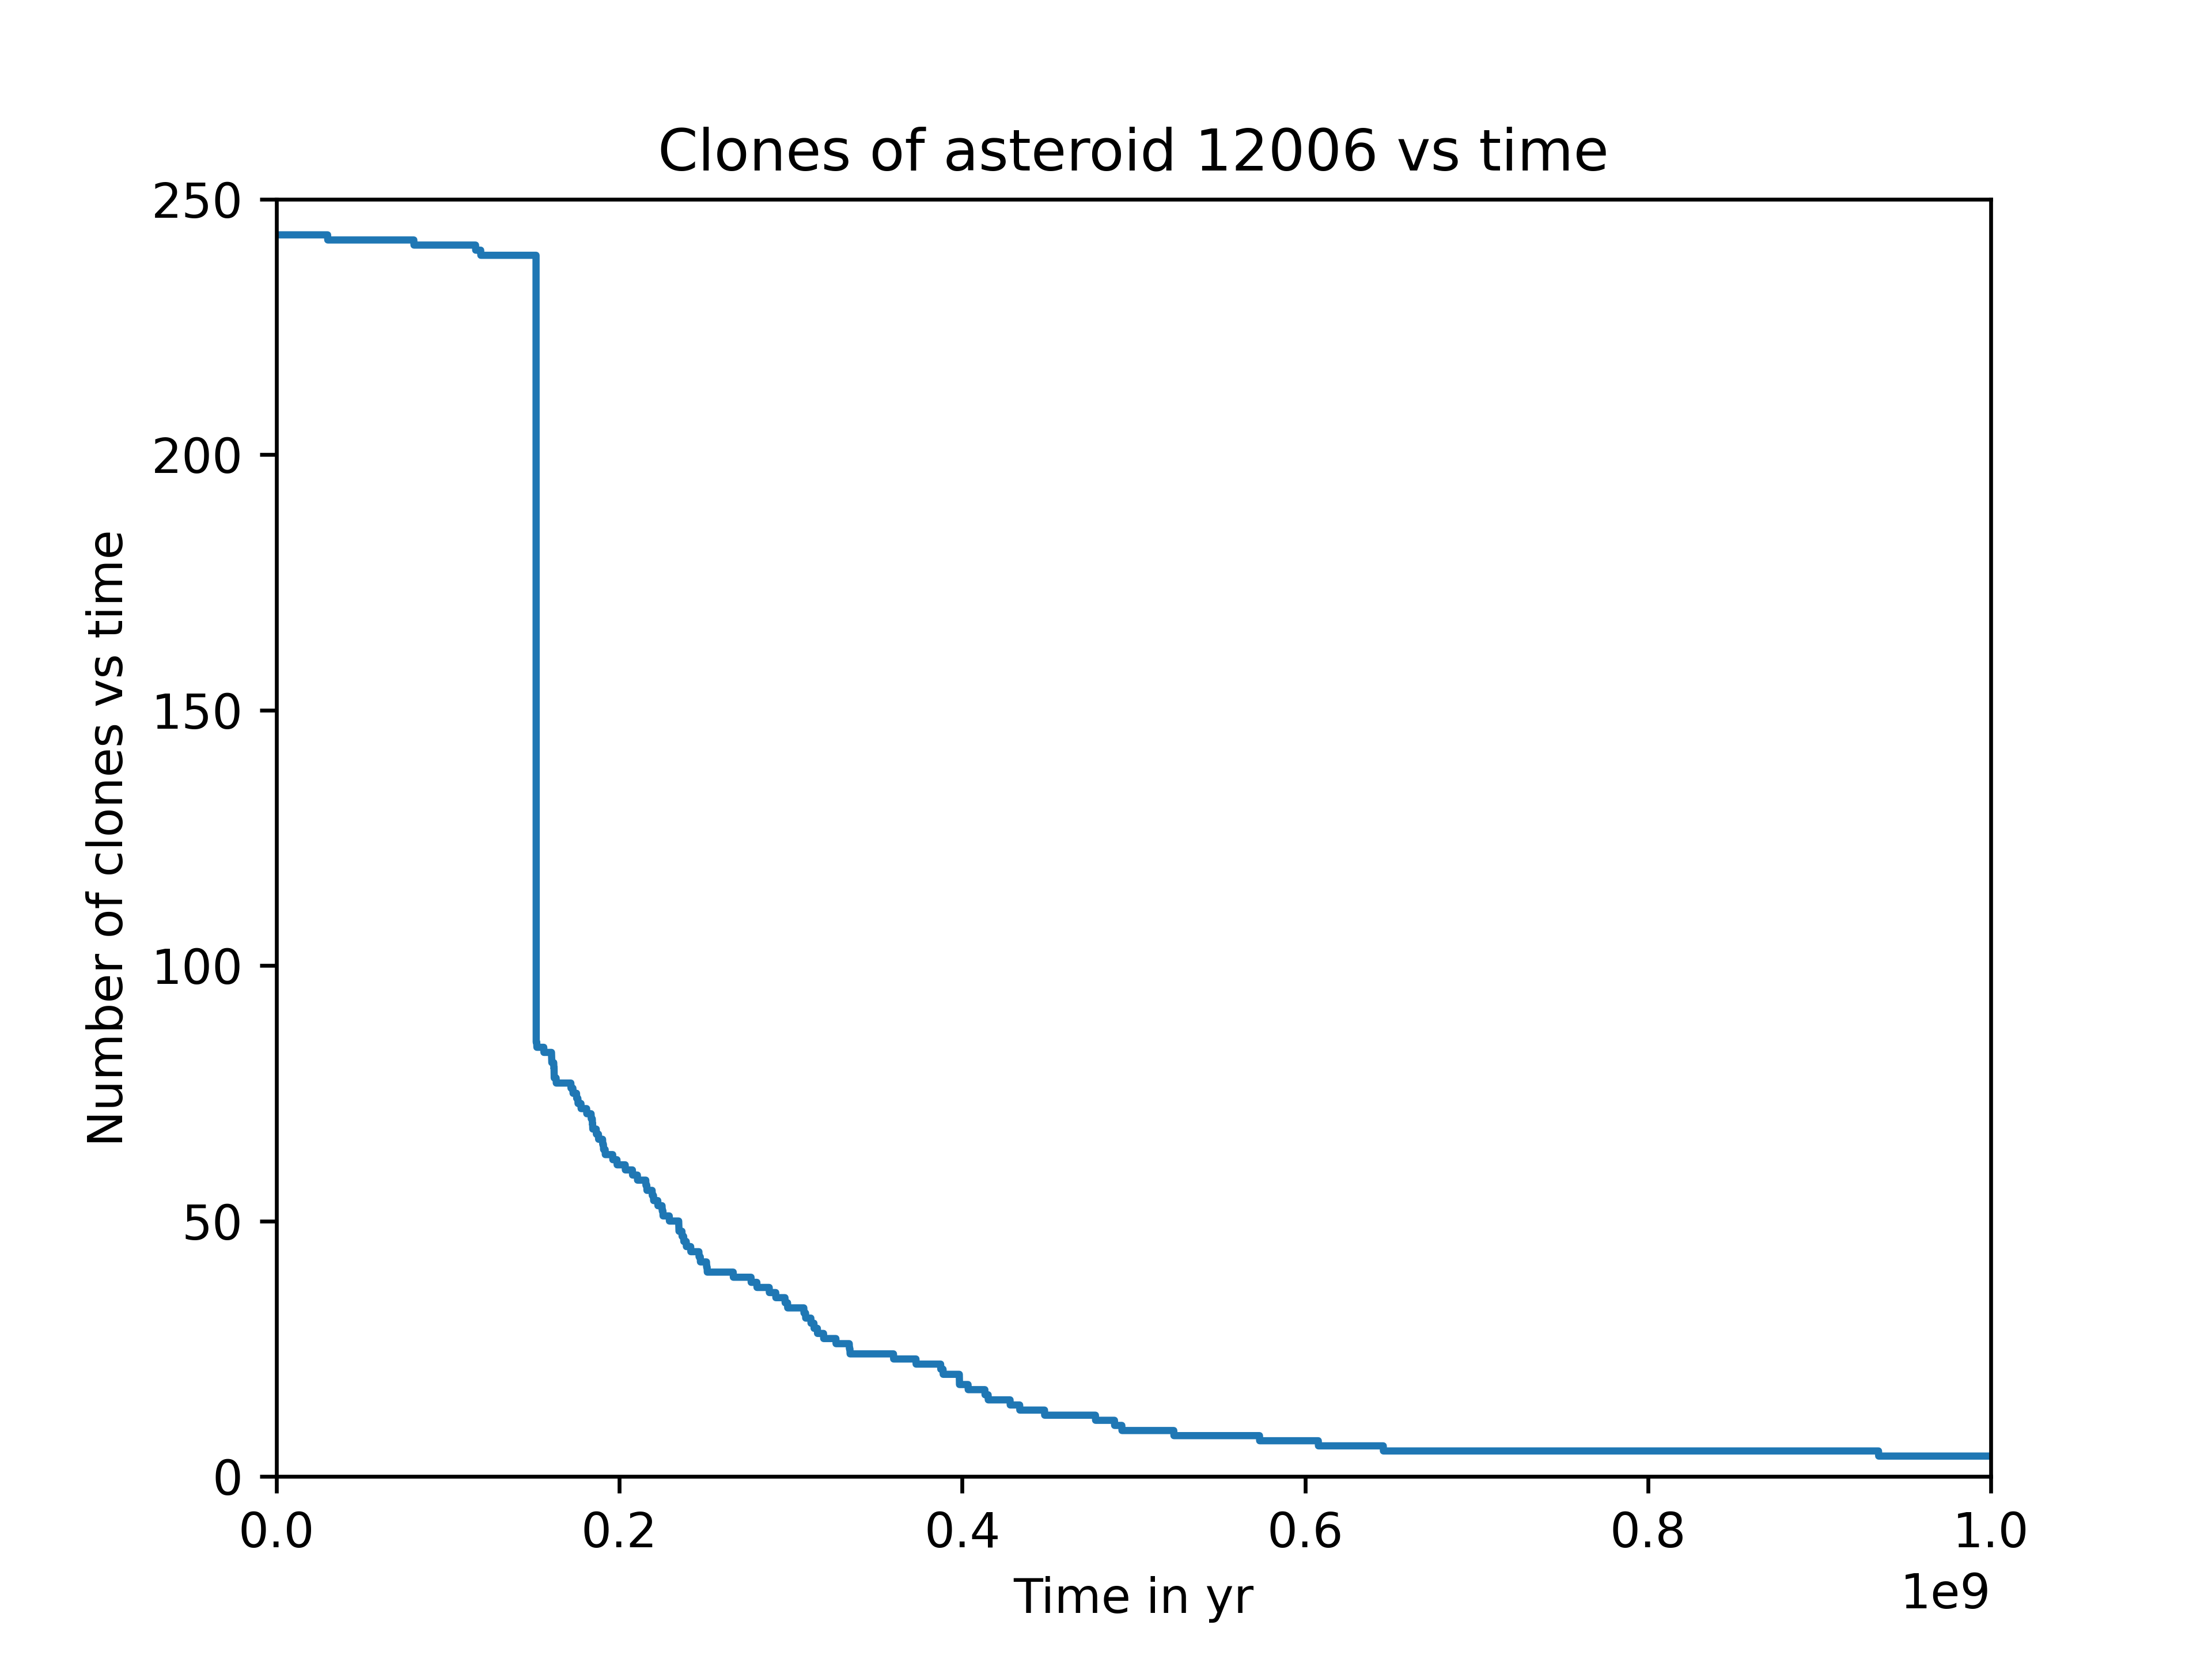 Clones of asteroid 12006 vs time
Number of clones vs time
250
200
150
100
50
0
0.0 0.2 0.4 0.6 0.8 1.0
1e9
Time in yr